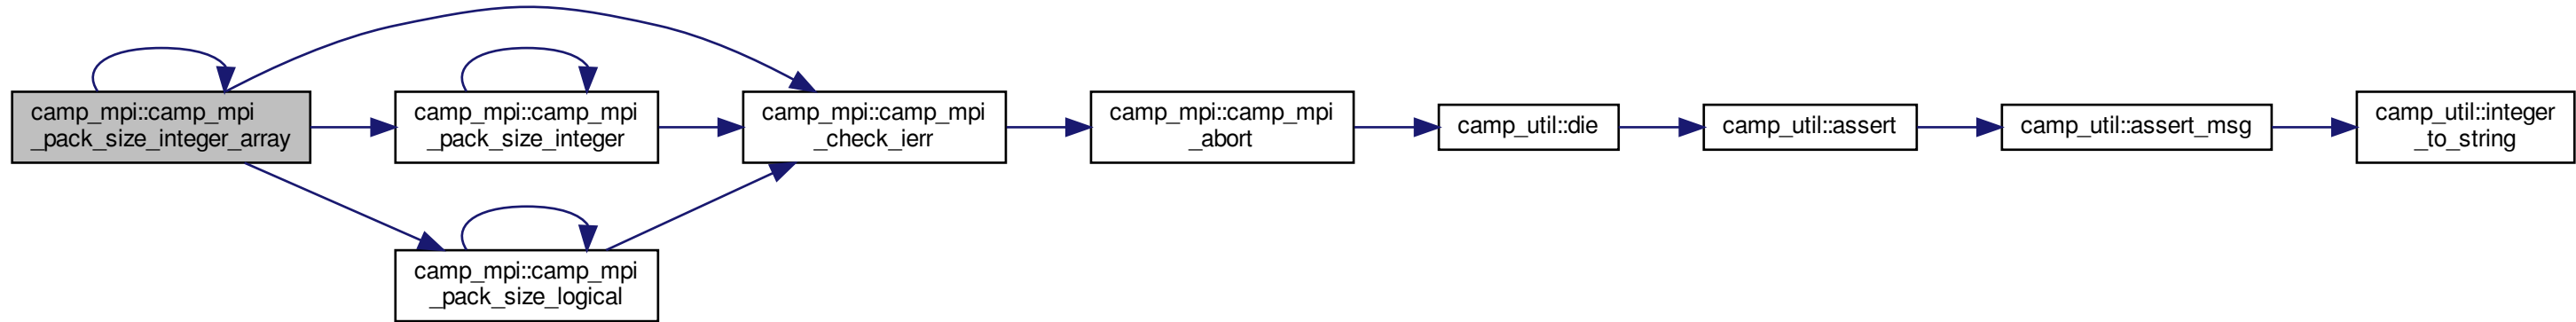 camp_mpi::camp_mpi
_pack_size_integer_array
camp_mpi::camp_mpi
_pack_size_integer
camp_mpi::camp_mpi
_pack_size_logical
camp_mpi::camp_mpi
_check_ierr
camp_mpi::camp_mpi
_abort
camp_util::die
camp_util::assert
camp_util::assert_msg
camp_util::integer
_to_string